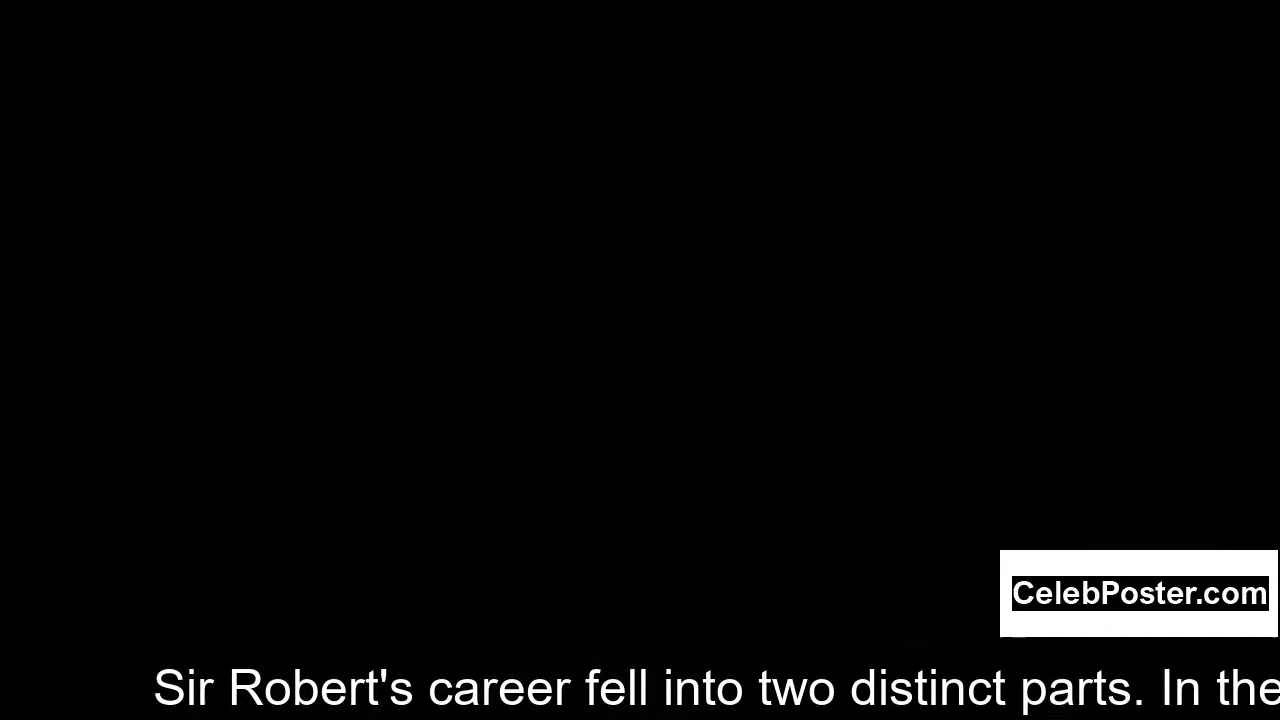 CelebPoster.com
Sir Robert's career fell into two distinct parts. In the